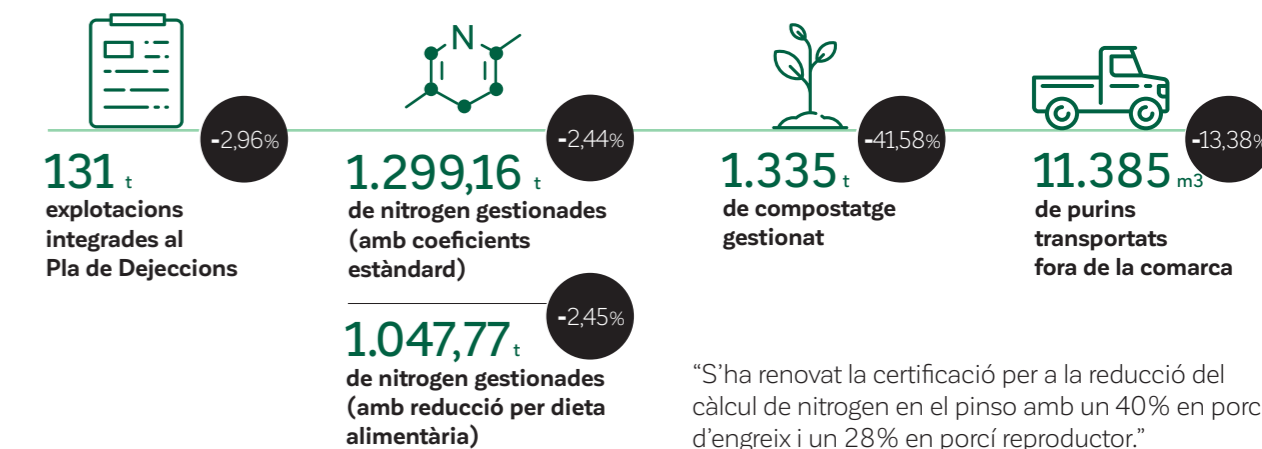 N
-2,96%
131 t
explotacions
integrades al
Pla de Dejeccions
-2,44%
1.299,16 t
de nitrogen gestionades
(amb coeficients
estàndard)
-2,45%
1.047,77 t
de nitrogen gestionades
(amb reducció per dieta
alimentària)
-41,58%
1.335 t
de compostatge
gestionat
-13,38%
11.385 m3
de purins
transportats
fora de la comarca
“S’ha renovat la certificació per a la reducció del
càlcul de nitrogen en el pinso amb un 40% en porc
d’engreix i un 28% en porcí reproductor.”